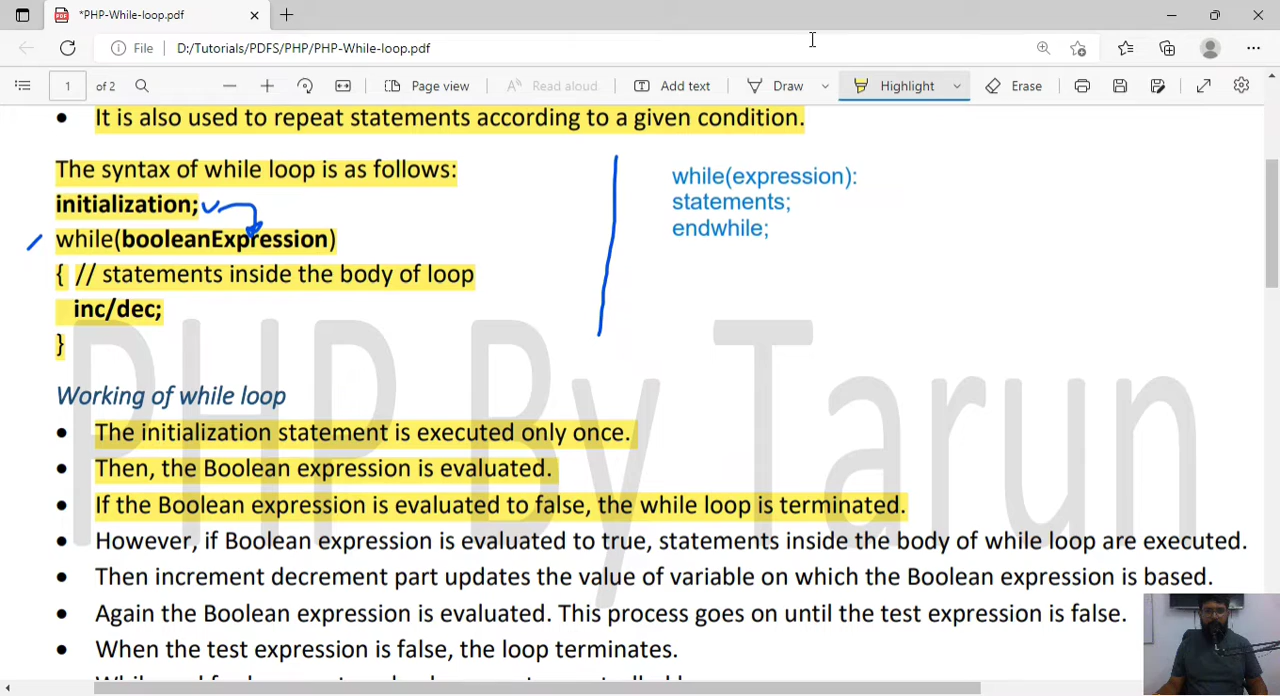 *PHP-While-loop.pdf
File D:/Tutorials/PDFS/PHP/PHP-While-loop.pdf
1 of 2 Page view Read aloud Add text Draw Highlight Erase
• It is also used to repeat statements according to a given condition.
The syntax of while loop is as follows:
initialization;
while(booleanExpression)
{ // statements inside the body of loop
inc/dec;
}
while(expression):
statements;
endwhile;
Working of while loop
• The initialization statement is executed only once.
• Then, the Boolean expression is evaluated.
• If the Boolean expression is evaluated to false, the while loop is terminated.
• However, if Boolean expression is evaluated to true, statements inside the body of while loop are executed.
• Then increment decrement part updates the value of variable on which the Boolean expression is based.
• Again the Boolean expression is evaluated. This process goes on until the test expression is false.
• When the test expression is false, the loop terminates.
PHP By Tarun